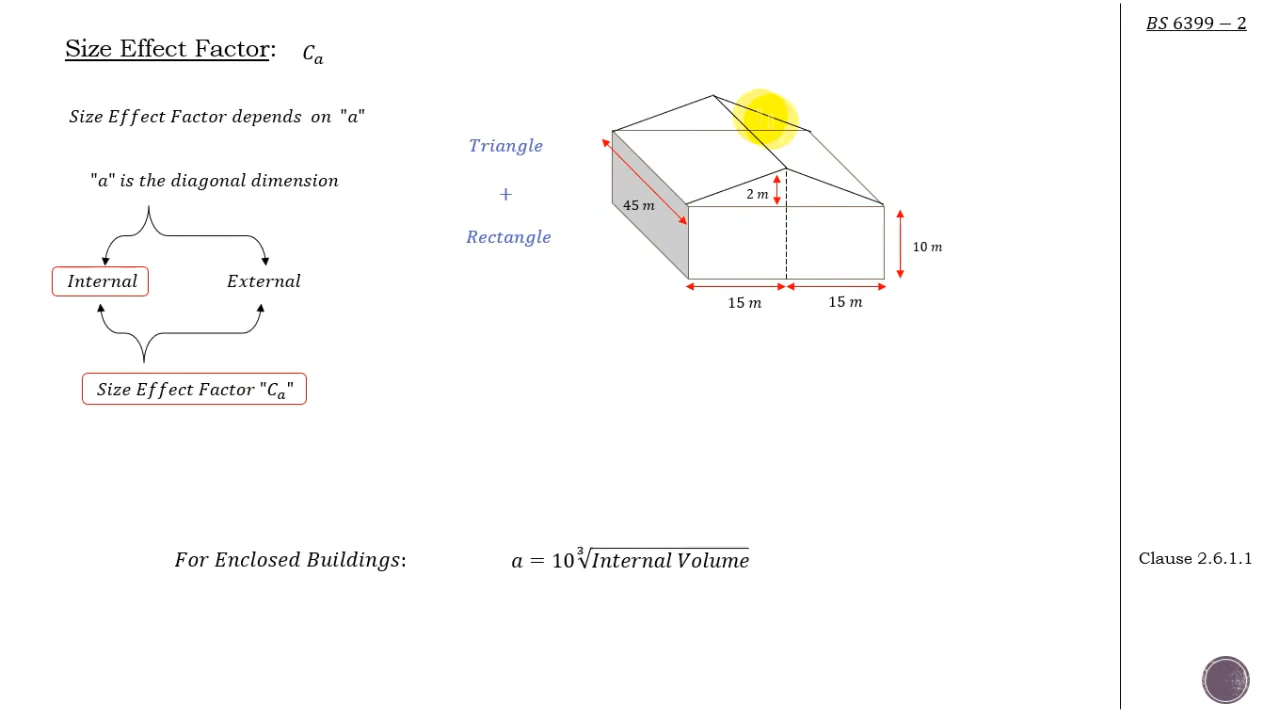 BS 6399 − 2
Size Effect Factor: Cₐ
Size Effect Factor depends on "a"
"a" is the diagonal dimension
Internal
External
Size Effect Factor "Cₐ"
Triangle
+
Rectangle
45 m
2 m
10 m
15 m
15 m
For Enclosed Buildings:
a = 10∛Internal Volume
Clause 2.6.1.1